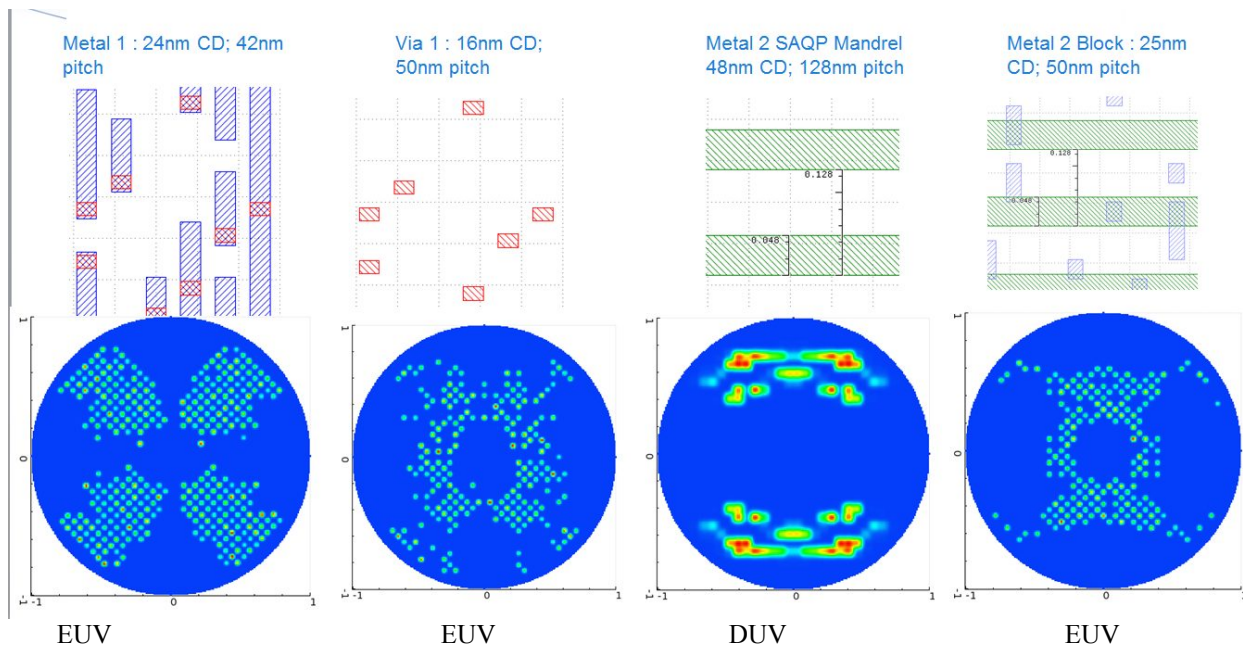 Metal 1 : 24nm CD; 42nm
pitch
Via 1 : 16nm CD;
50nm pitch
Metal 2 SAQP Mandrel
48nm CD; 128nm pitch
Metal 2 Block : 25nm
CD; 50nm pitch
0.128
0.048
0.128
0.048
1
0
-1
-1
0
1
1
0
-1
-1
0
1
1
0
-1
-1
0
1
1
0
-1
-1
0
1
EUV
EUV
DUV
EUV